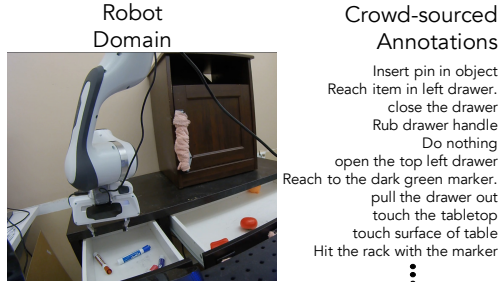 Robot
Domain
Crowd-sourced
Annotations
Insert pin in object
Reach item in left drawer.
close the drawer
Rub drawer handle
Do nothing
open the top left drawer
Reach to the dark green marker.
pull the drawer out
touch the tabletop
touch surface of table
Hit the rack with the marker